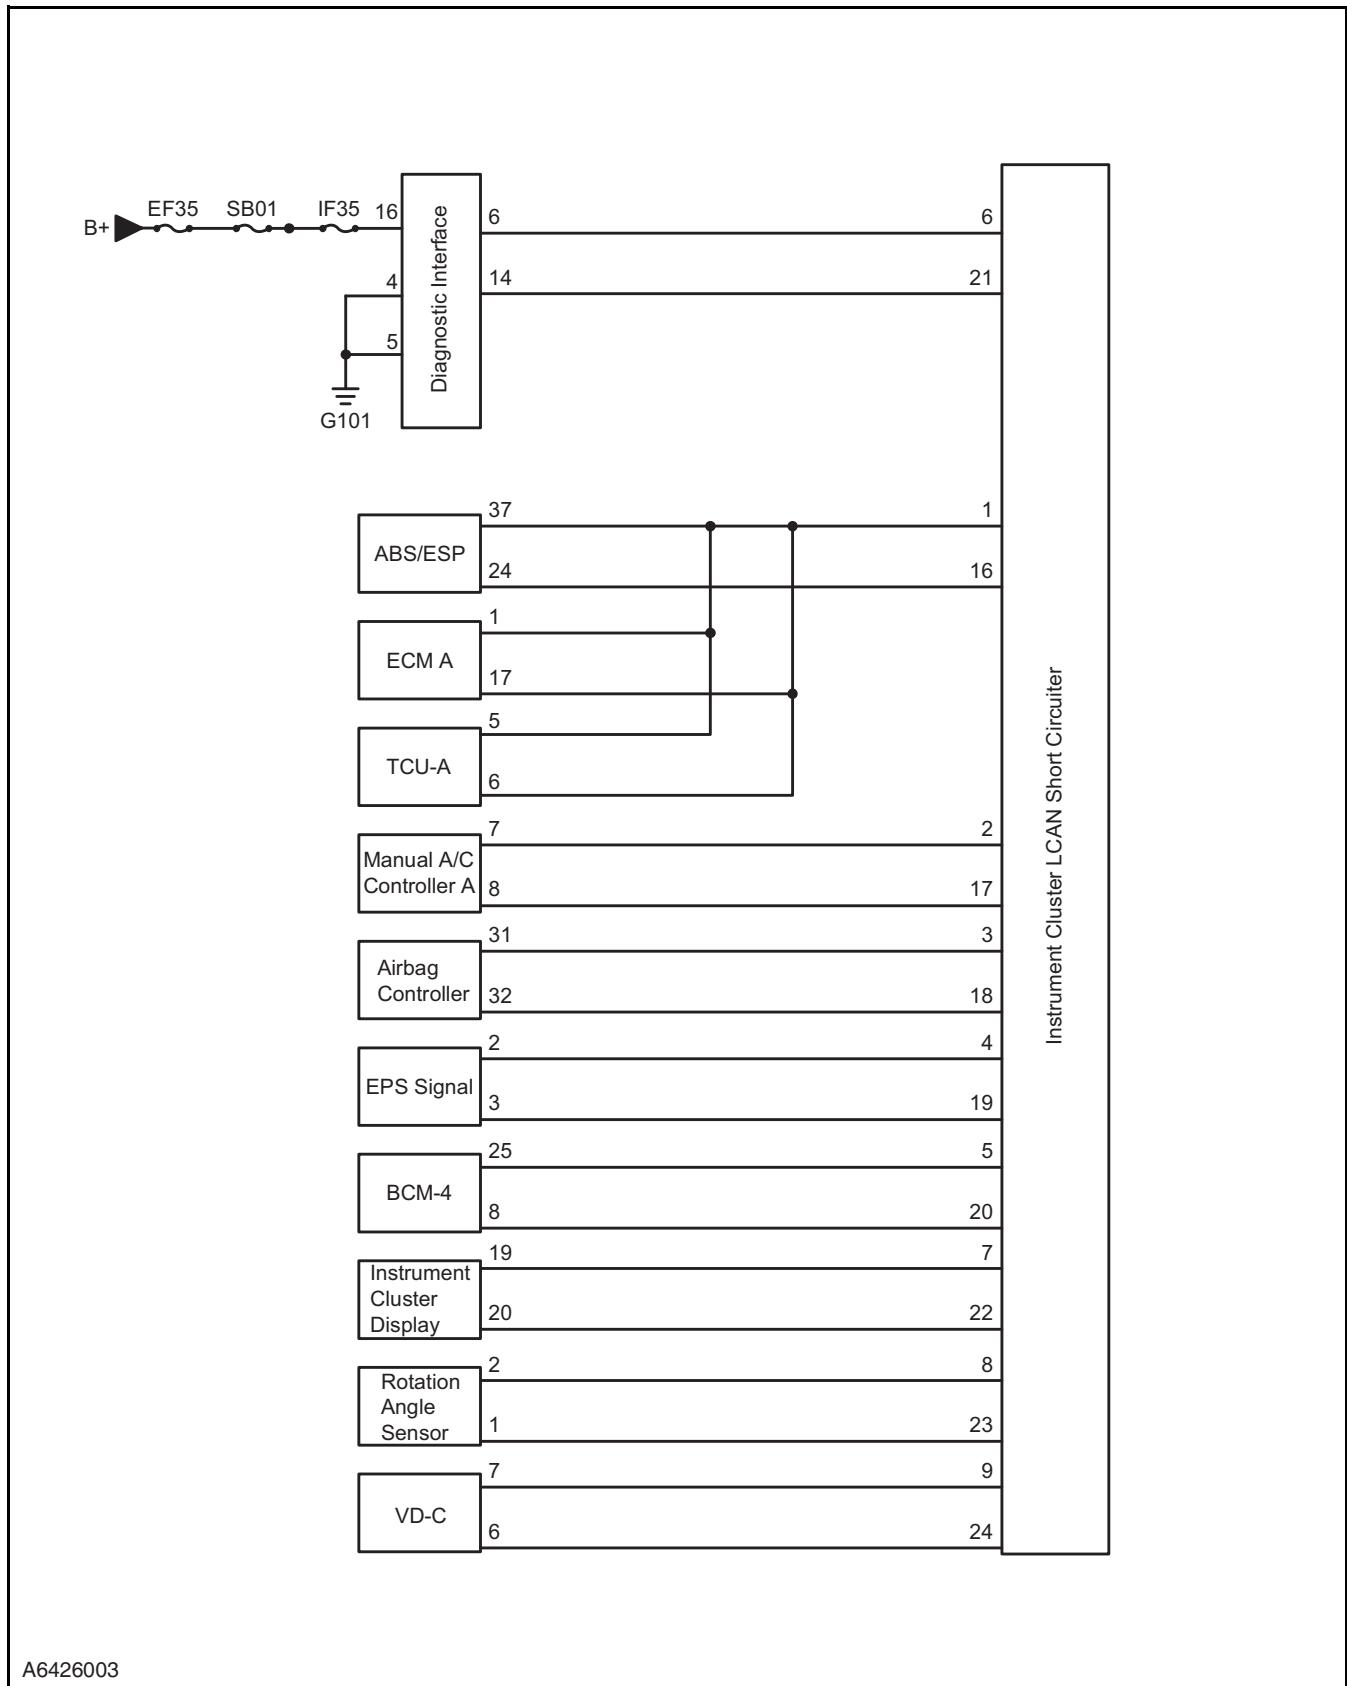 EF35 SB01 IF35 16
B+
4
5
G101
Diagnostic Interface
6 6
14 21
37 1
ABS/ESP
24 16
1
ECM A
17
5
TCU-A
6
7 2
Manual A/C
Controller A
8 17
31 3
Airbag
Controller
32 18
2 4
EPS Signal
3 19
25 5
BCM-4
8 20
19 7
Instrument
Cluster
Display
20 22
2 8
Rotation
Angle
Sensor
1 23
7 9
VD-C
6 24
Instrument Cluster LCAN Short Circuiter
A6426003